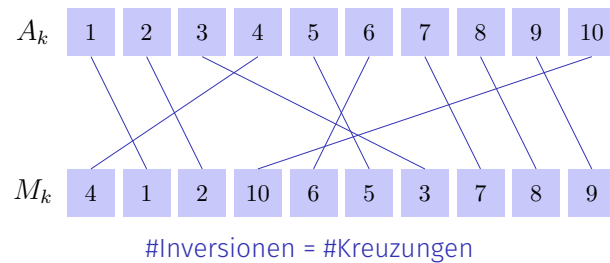 A_k 1 2 3 4 5 6 7 8 9 10
M_k 4 1 2 10 6 5 3 7 8 9
#Inversionen = #Kreuzungen